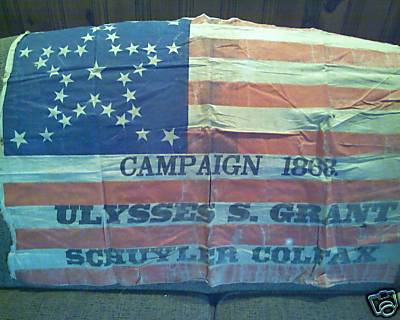 CAMPAIGN 1868.
ULYSSES S. GRANT
SCHUYLER COLFAX